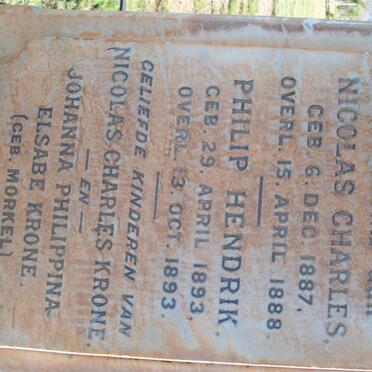 NICOLAS CHARLES,
GEB 6. DEC 1887,
OVERL 15. APRIL 1888
PHILIP HENDRIK.
GEB. 29. APRIL 1893
OVERL 13 OCT. 1893.
GELIEFDE KINDEREN VAN
NICOLAS CHARLES KRONE.
— EN —
JOHANNA PHILIPPINA
ELSABE KRONE.
(GEB. MORKEL)